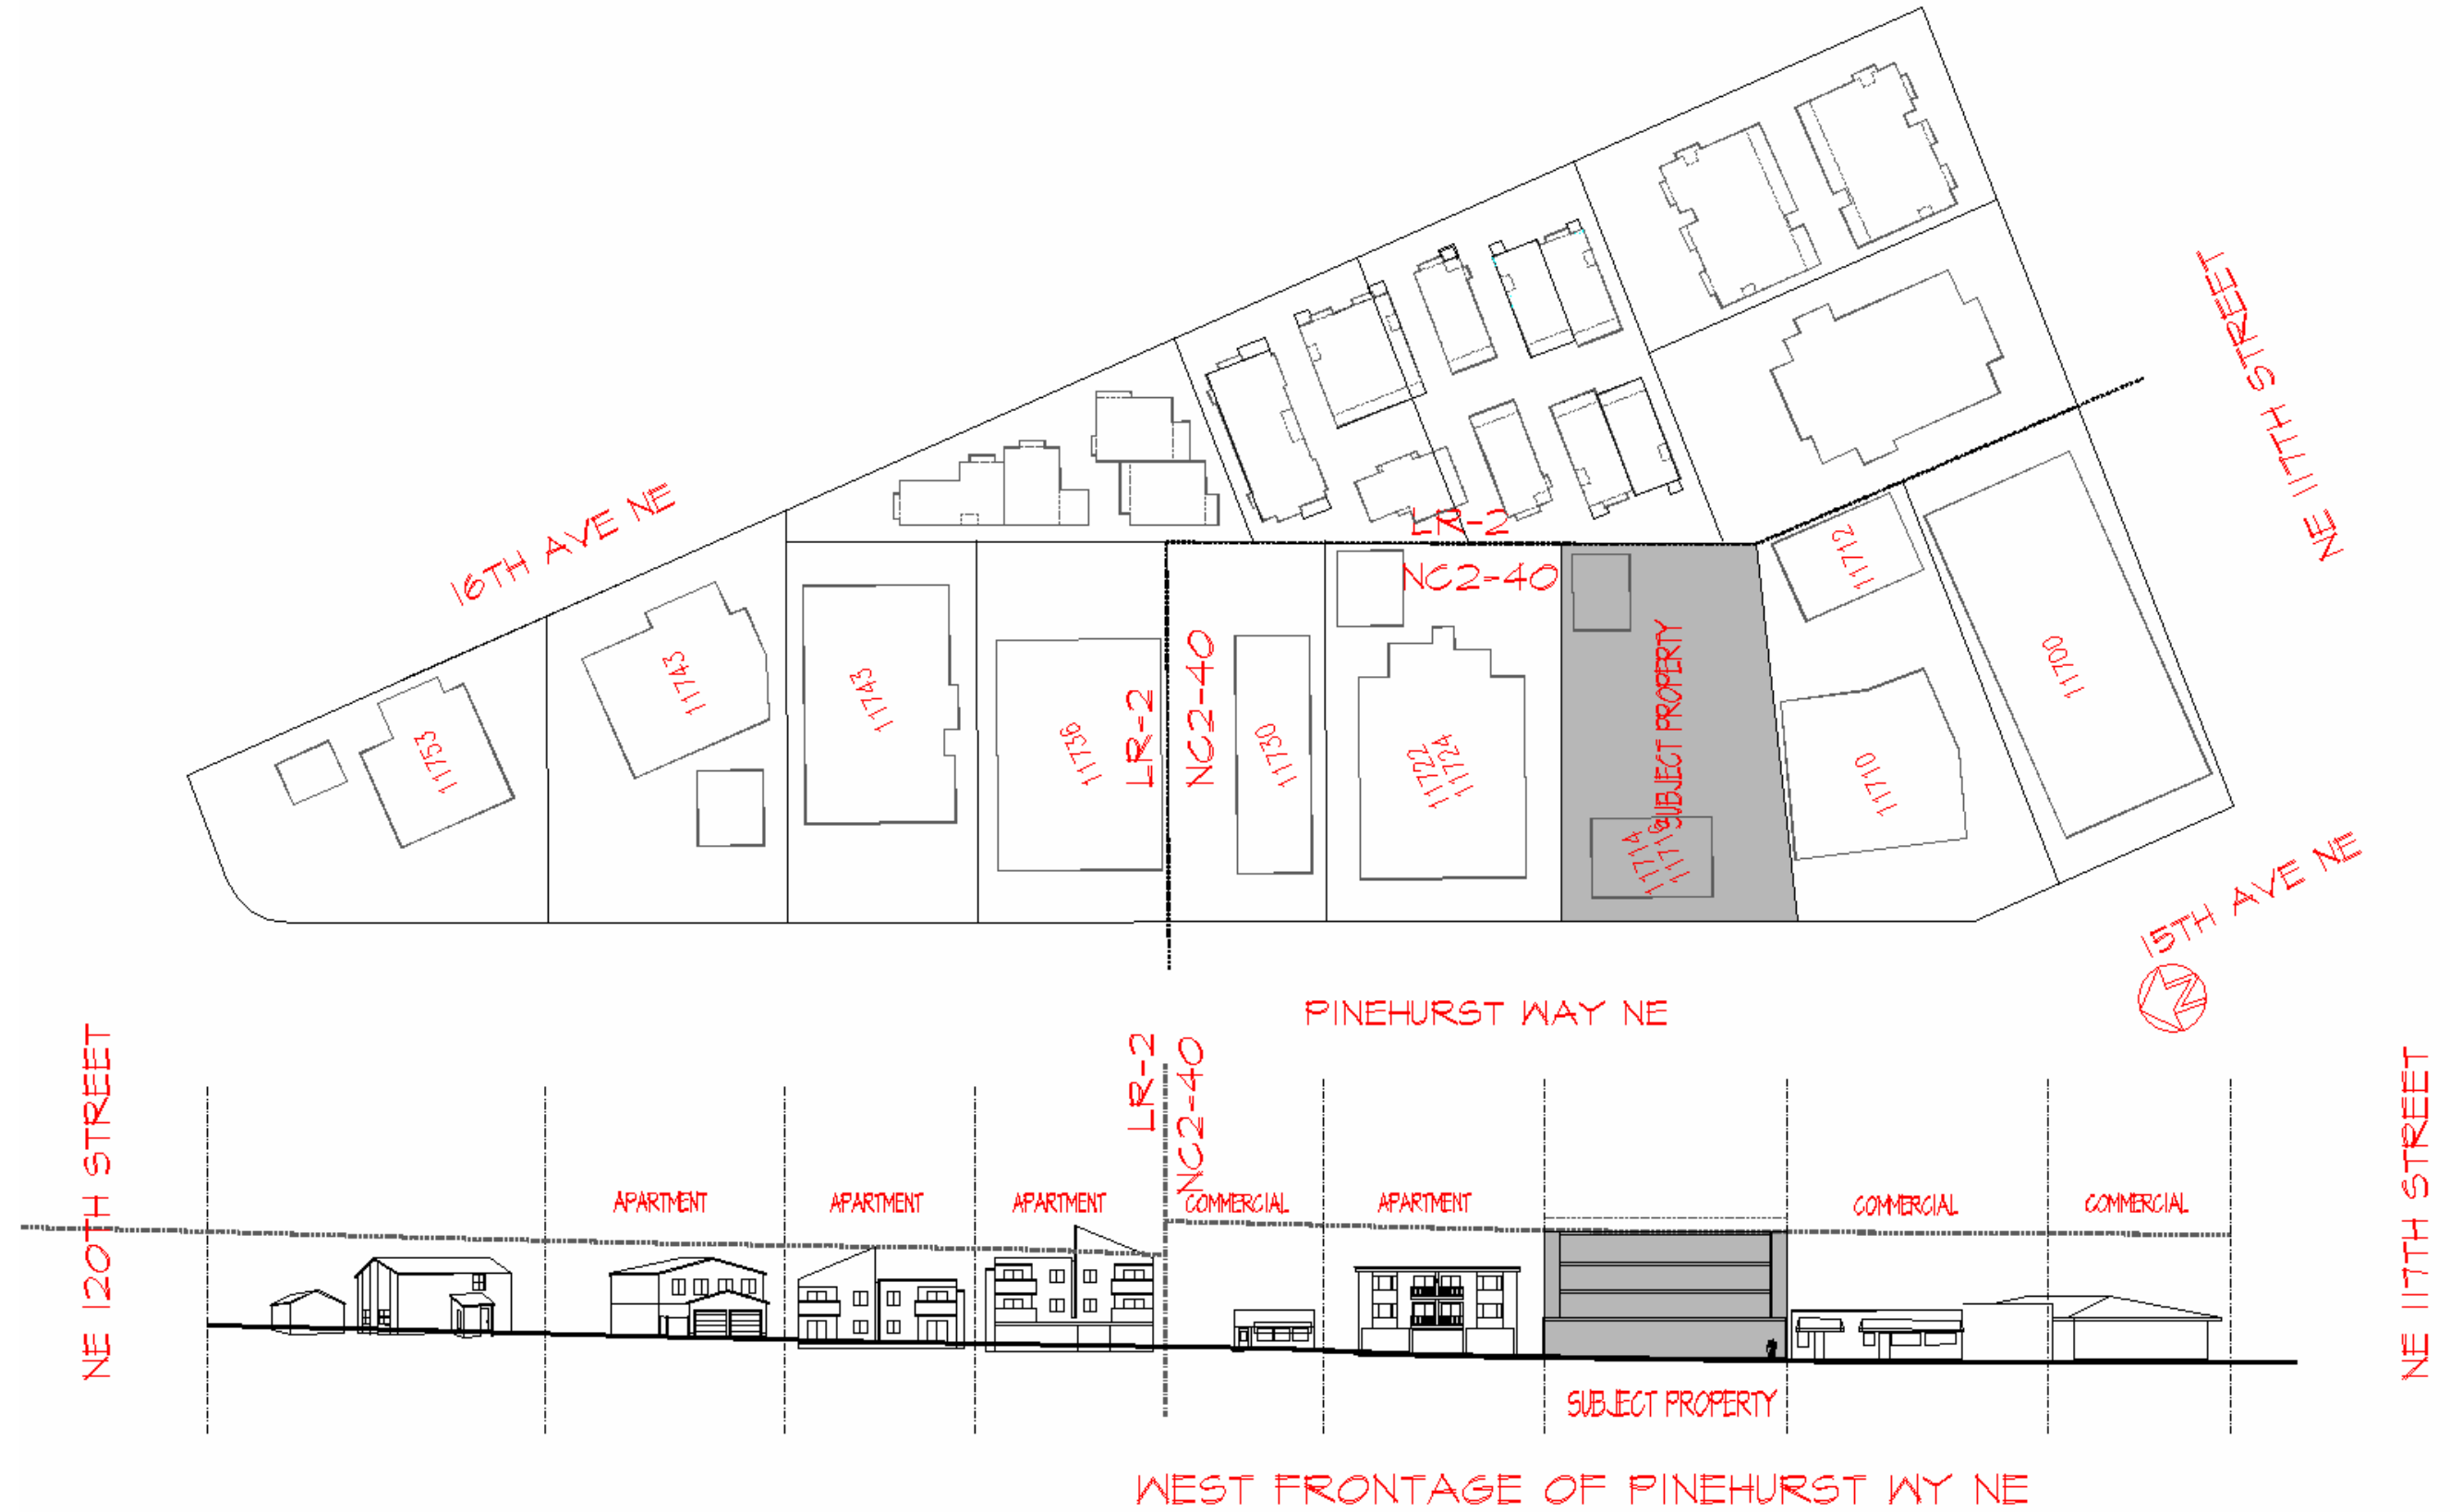 16TH AVE NE
NE 117TH STREET
LR-2
NC2-40
11712
11700
11753
11743
11743
11736
LR-2
NC2-40
11730
11722
11724
SUBJECT PROPERTY
11714
11716
11710
15TH AVE NE
N
PINEHURST WAY NE
NE 120TH STREET
LR-2
NC2-40
NE 117TH STREET
APARTMENT
APARTMENT
APARTMENT
COMMERCIAL
APARTMENT
COMMERCIAL
COMMERCIAL
SUBJECT PROPERTY
WEST FRONTAGE OF PINEHURST WY NE